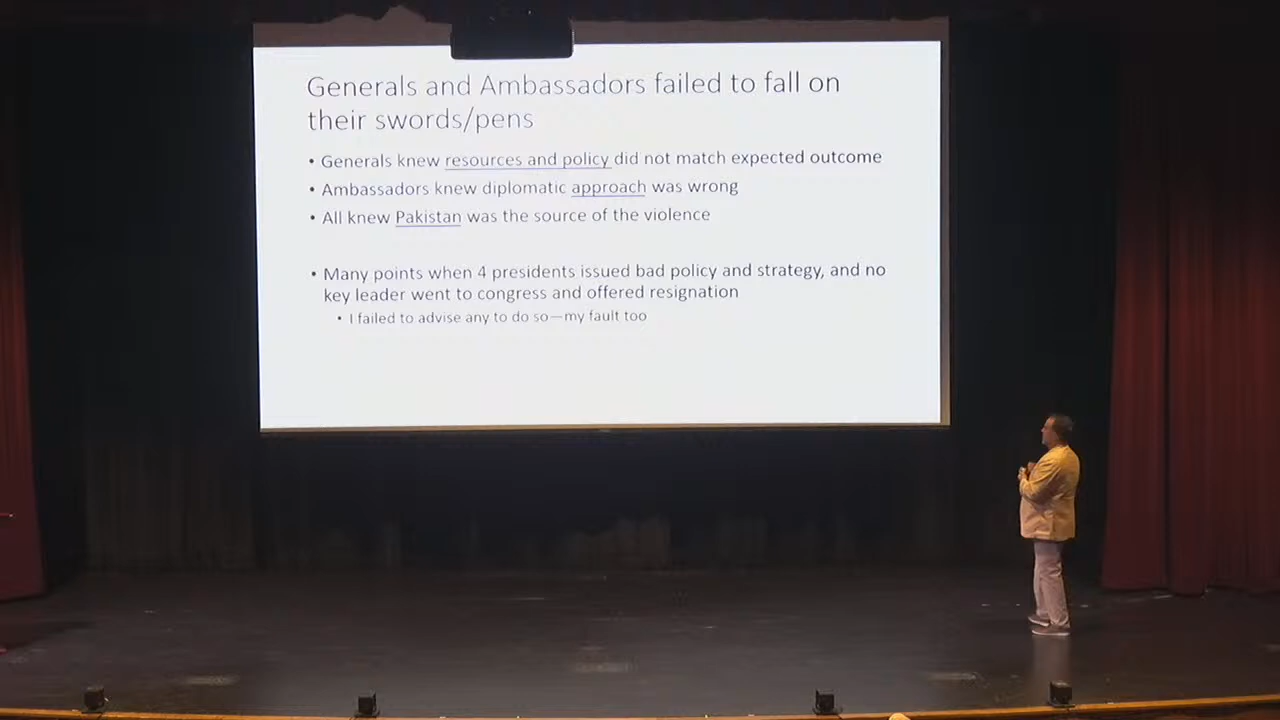 Generals and Ambassadors failed to fall on
their swords/pens
• Generals knew resources and policy did not match expected outcome
• Ambassadors knew diplomatic approach was wrong
• All knew Pakistan was the source of the violence
• Many points when 4 presidents issued bad policy and strategy, and no
key leader went to congress and offered resignation
• I failed to advise any to do so—my fault too